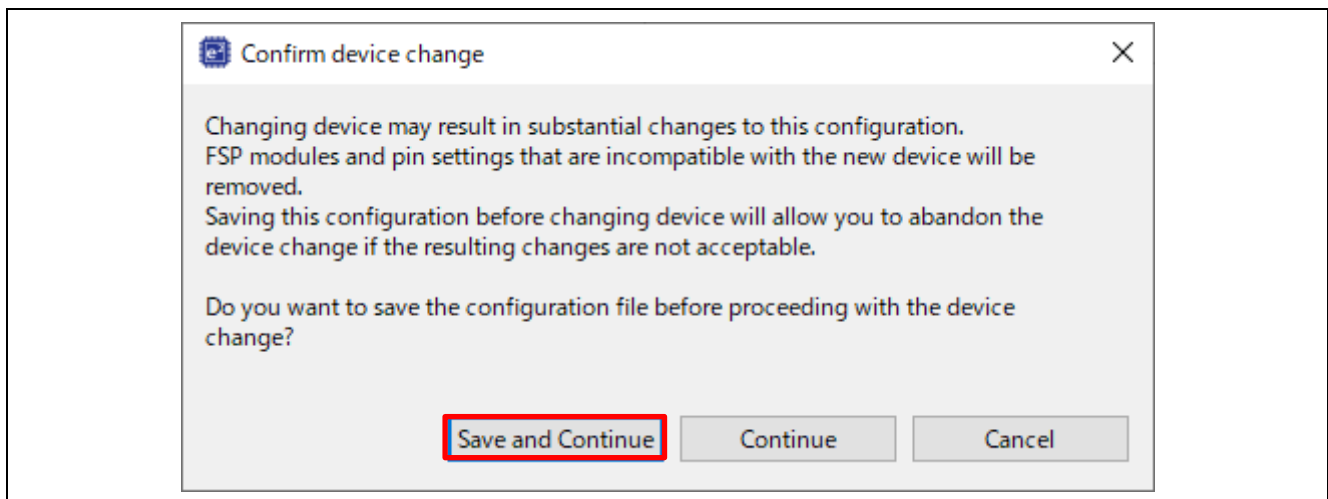 Confirm device change
Changing device may result in substantial changes to this configuration.
FSP modules and pin settings that are incompatible with the new device will be
removed.
Saving this configuration before changing device will allow you to abandon the
device change if the resulting changes are not acceptable.
Do you want to save the configuration file before proceeding with the device
change?
Save and Continue Continue Cancel